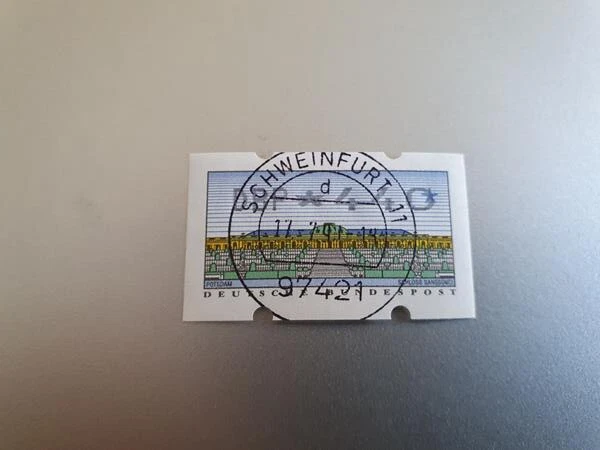 SCHWEINFURT 11
d
97421
POTSDAM
SCHLOSS SANSSOUCI
DEUTSCHE BUNDESPOST